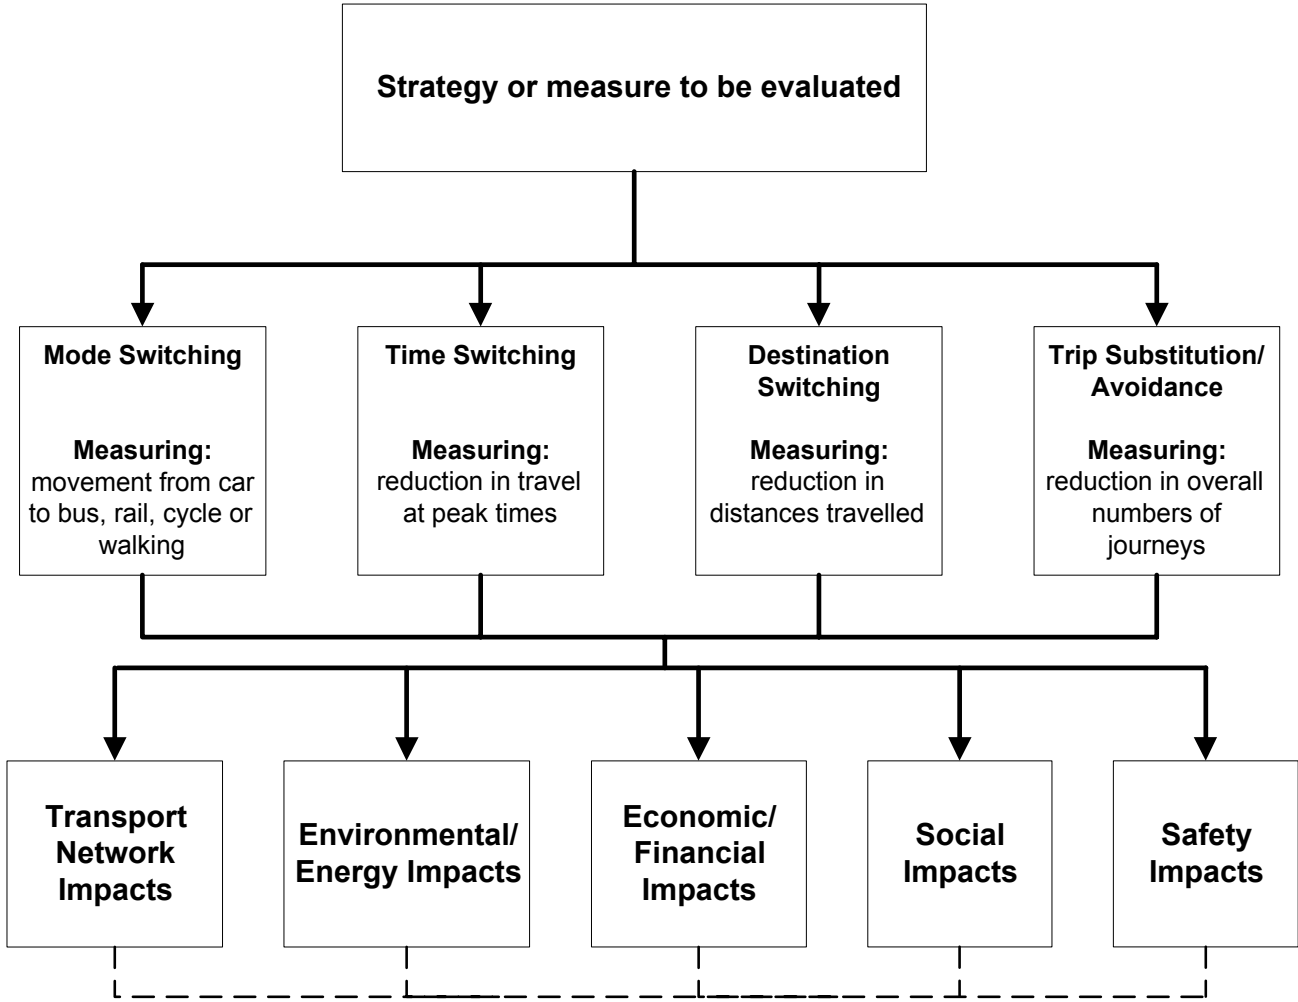 Strategy or measure to be evaluated
Mode Switching
Measuring:
movement from car
to bus, rail, cycle or
walking
Time Switching
Measuring:
reduction in travel
at peak times
Destination
Switching
Measuring:
reduction in
distances travelled
Trip Substitution/
Avoidance
Measuring:
reduction in overall
numbers of
journeys
Transport
Network
Impacts
Environmental/
Energy Impacts
Economic/
Financial
Impacts
Social
Impacts
Safety
Impacts